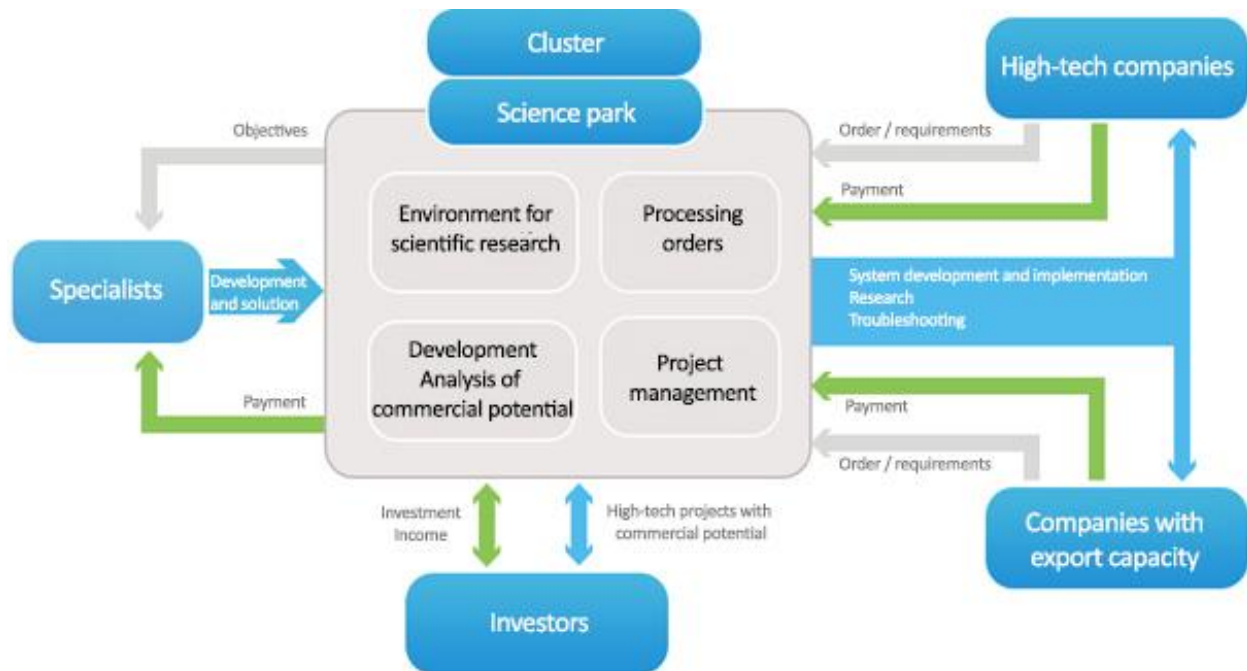 Cluster
Science park
High-tech companies
Objectives
Order / requirements
Payment
Environment for
scientific research
Processing
orders
Specialists
Development
and solution
System development and implementation
Research
Troubleshooting
Development
Analysis of
commercial potential
Project
management
Payment
Payment
Order / requirements
Investment
Income
High-tech projects with
commercial potential
Companies with
export capacity
Investors